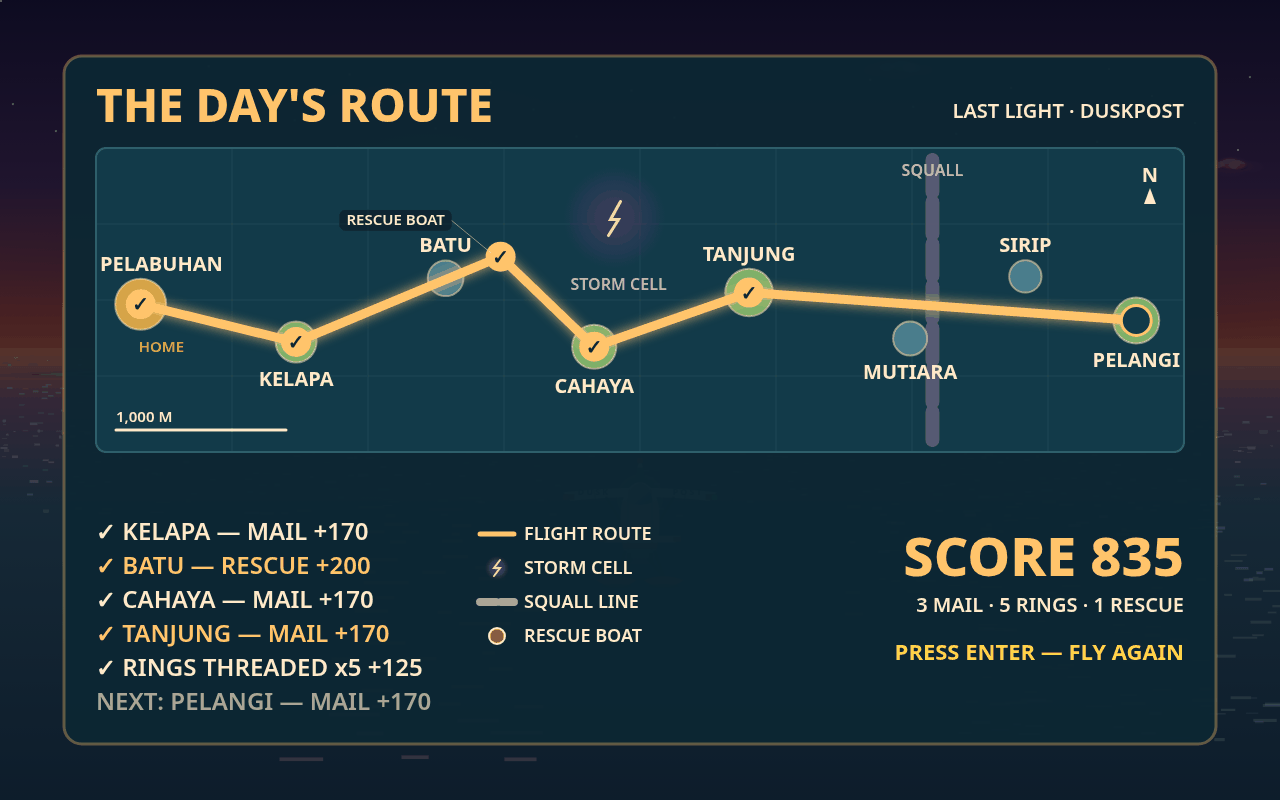 THE DAY'S ROUTE
LAST LIGHT · DUSKPOST
SQUALL
N
RESCUE BOAT
BATU
TANJUNG
SIRIP
PELABUHAN
STORM CELL
HOME
KELAPA
CAHAYA
MUTIARA
PELANGI
1,000 M
✓ KELAPA — MAIL +170
✓ BATU — RESCUE +200
✓ CAHAYA — MAIL +170
✓ TANJUNG — MAIL +170
✓ RINGS THREADED x5 +125
NEXT: PELANGI — MAIL +170
FLIGHT ROUTE
STORM CELL
SQUALL LINE
RESCUE BOAT
SCORE 835
3 MAIL · 5 RINGS · 1 RESCUE
PRESS ENTER — FLY AGAIN